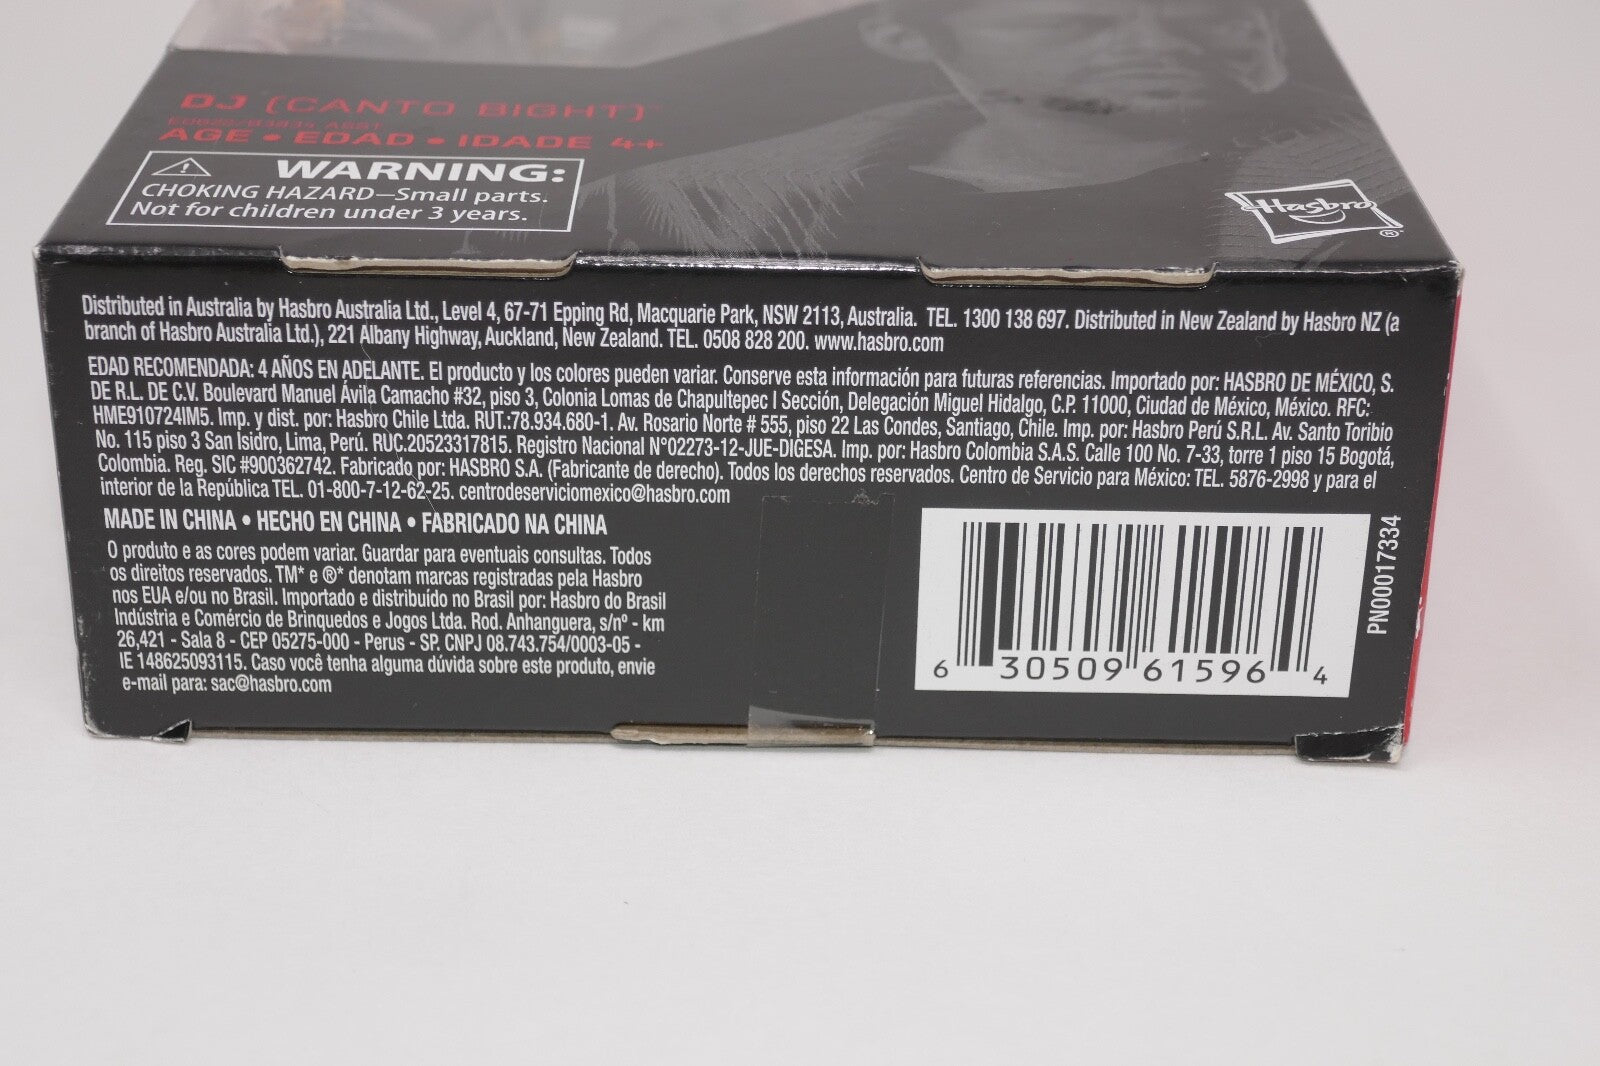 DJ (CANTO BIGHT)™
AGE • EDAD • IDADE 4+
WARNING:
CHOKING HAZARD—Small parts.
Not for children under 3 years.
Hasbro
®
Distributed in Australia by Hasbro Australia Ltd., Level 4, 67-71 Epping Rd, Macquarie Park, NSW 2113, Australia. TEL. 1300 138 697. Distributed in New Zealand by Hasbro NZ (a
branch of Hasbro Australia Ltd.), 221 Albany Highway, Auckland, New Zealand. TEL. 0508 828 200. www.hasbro.com
EDAD RECOMENDADA: 4 AÑOS EN ADELANTE. El producto y los colores pueden variar. Conserve esta información para futuras referencias. Importado por: HASBRO DE MÉXICO, S.
DE R.L. DE C.V. Boulevard Manuel Ávila Camacho #32, piso 3, Colonia Lomas de Chapultepec I Sección, Delegación Miguel Hidalgo, C.P. 11000, Ciudad de México, México. RFC:
HME910724IM5. Imp. y dist. por: Hasbro Chile Ltda. RUT.:78.934.680-1. Av. Rosario Norte # 555, piso 22 Las Condes, Santiago, Chile. Imp. por: Hasbro Perú S.R.L. Av. Santo Toribio
No. 115 piso 3 San Isidro, Lima, Perú. RUC.20523317815. Registro Nacional N°02273-12-JUE-DIGESA. Imp. por: Hasbro Colombia S.A.S. Calle 100 No. 7-33, torre 1 piso 15 Bogotá,
Colombia. Reg. SIC #900362742. Fabricado por: HASBRO S.A. (Fabricante de derecho). Todos los derechos reservados. Centro de Servicio para México: TEL. 5876-2998 y para el
interior de la República TEL. 01-800-7-12-62-25. centrodeserviciomexico@hasbro.com
MADE IN CHINA • HECHO EN CHINA • FABRICADO NA CHINA
O produto e as cores podem variar. Guardar para eventuais consultas. Todos
os direitos reservados. TM* e ®* denotam marcas registradas pela Hasbro
nos EUA e/ou no Brasil. Importado e distribuído no Brasil por: Hasbro do Brasil
Indústria e Comércio de Brinquedos e Jogos Ltda. Rod. Anhanguera, s/nº - km
26,421 - Sala 8 - CEP 05275-000 - Perus - SP. CNPJ 08.743.754/0003-05 -
IE 148625093115. Caso você tenha alguma dúvida sobre este produto, envie
e-mail para: sac@hasbro.com
6 30509 61596 4
PN00017334